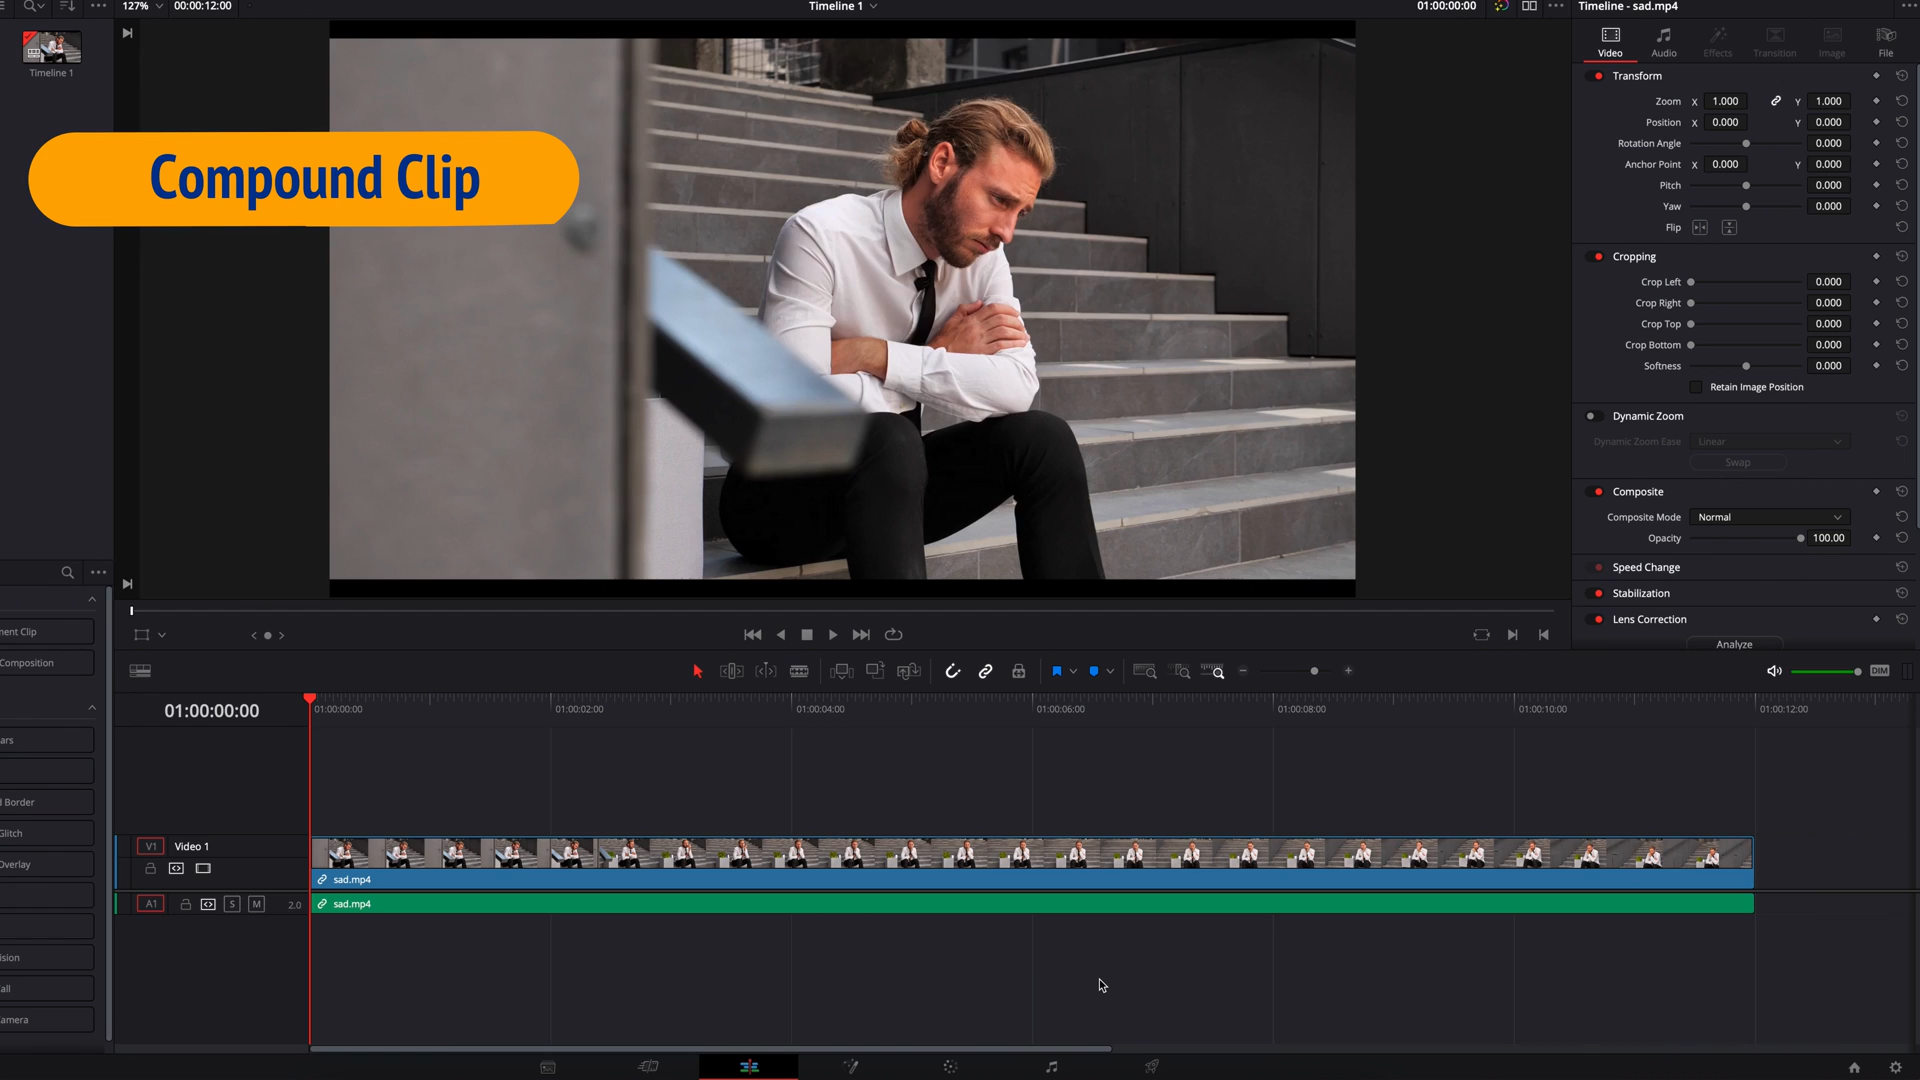 127%
00:00:12:00
Timeline 1
01:00:00:00
Timeline - sad.mp4
Timeline 1
Compound Clip
Video
Audio
Effects
Transition
Image
File
Transform
Zoom X 1.000 Y 1.000
Position X 0.000 Y 0.000
Rotation Angle 0.000
Anchor Point X 0.000 Y 0.000
Pitch 0.000
Yaw 0.000
Flip
Cropping
Crop Left 0.000
Crop Right 0.000
Crop Top 0.000
Crop Bottom 0.000
Softness 0.000
Retain Image Position
Dynamic Zoom
Dynamic Zoom Ease Linear
Swap
Composite
Composite Mode Normal
Opacity 100.00
Speed Change
Stabilization
Lens Correction
Analyze
ment Clip
Composition
ars
d Border
Glitch
Overlay
ision
all
amera
DIM
01:00:00:00
01:00:00:00
01:00:02:00
01:00:04:00
01:00:06:00
01:00:08:00
01:00:10:00
01:00:12:00
V1 Video 1
sad.mp4
A1 S M 2.0
sad.mp4